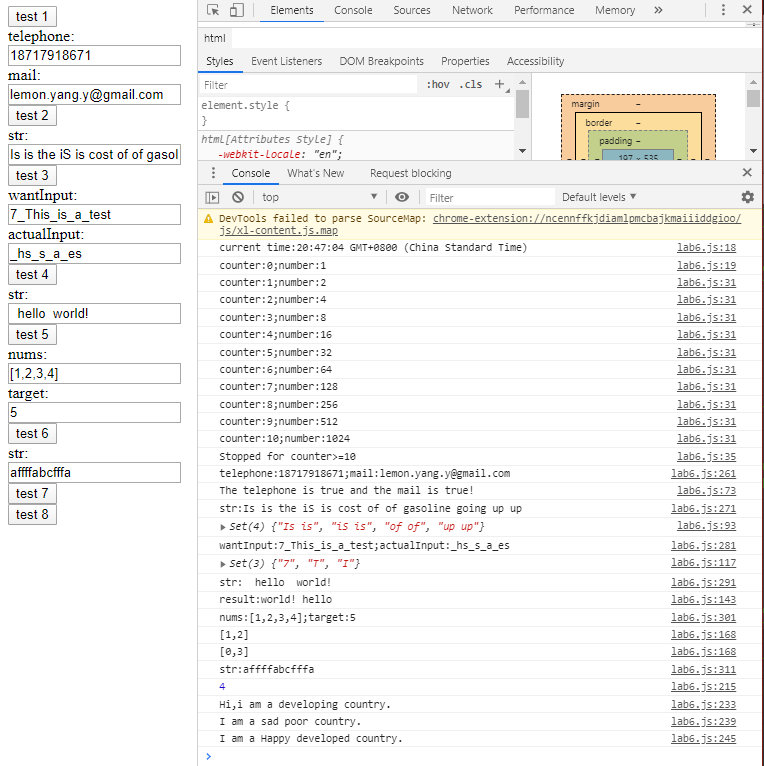 test 1
telephone:
18717918671
mail:
lemon.yang.y@gmail.com
test 2
str:
Is is the iS is cost of of gasol
test 3
wantInput:
7_This_is_a_test
actualInput:
_hs_s_a_es
test 4
str:
hello  world!
test 5
nums:
[1,2,3,4]
target:
5
test 6
str:
affffabcfffa
test 7
test 8
Elements Console Sources Network Performance Memory »
html
Styles Event Listeners DOM Breakpoints Properties Accessibility
Filter :hov .cls +
element.style {
}
html[Attributes Style] {
-webkit-locale: "en";
margin –
border –
padding –
197 × 535
Console What's New Request blocking
top Filter Default levels ▼
DevTools failed to parse SourceMap: chrome-extension://ncennffkjdiamlpmcbajkmaiiiddgioo/
js/xl-content.js.map
current time:20:47:04 GMT+0800 (China Standard Time) lab6.js:18
counter:0;number:1 lab6.js:19
counter:1;number:2 lab6.js:31
counter:2;number:4 lab6.js:31
counter:3;number:8 lab6.js:31
counter:4;number:16 lab6.js:31
counter:5;number:32 lab6.js:31
counter:6;number:64 lab6.js:31
counter:7;number:128 lab6.js:31
counter:8;number:256 lab6.js:31
counter:9;number:512 lab6.js:31
counter:10;number:1024 lab6.js:31
Stopped for counter>=10 lab6.js:35
telephone:18717918671;mail:lemon.yang.y@gmail.com lab6.js:261
The telephone is true and the mail is true! lab6.js:73
str:Is is the iS is cost of of gasoline going up up lab6.js:271
Set(4) {"Is is", "iS is", "of of", "up up"} lab6.js:93
wantInput:7_This_is_a_test;actualInput:_hs_s_a_es lab6.js:281
Set(3) {"7", "T", "I"} lab6.js:117
str:  hello  world! lab6.js:291
result:world! hello lab6.js:143
nums:[1,2,3,4];target:5 lab6.js:301
[1,2] lab6.js:168
[0,3] lab6.js:168
str:affffabcfffa lab6.js:311
4 lab6.js:215
Hi,i am a developing country. lab6.js:233
I am a sad poor country. lab6.js:239
I am a Happy developed country. lab6.js:245